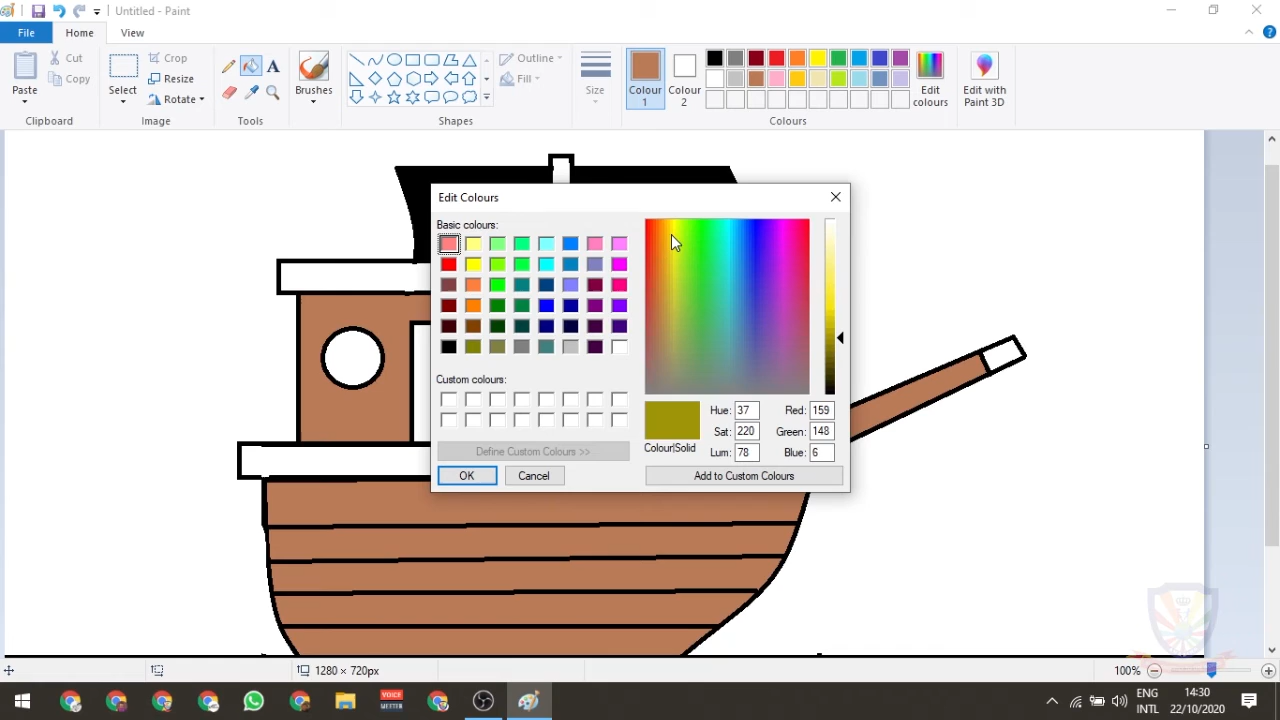 Untitled - Paint
File Home View
Paste
Cut
Copy
Clipboard
Select
Crop
Resize
Rotate
Image
A
Tools
Brushes
Outline
Fill
Shapes
Size
Colour 1
Colour 2
Edit colours
Colours
Edit with Paint 3D
Edit Colours
Basic colours:
Custom colours:
Define Custom Colours >>
OK Cancel
Colour|Solid
Hue: 37 Red: 159
Sat: 220 Green: 148
Lum: 78 Blue: 6
Add to Custom Colours
1280 × 720px
100%
VOICE
MEETER
ENG
INTL
14:30
22/10/2020